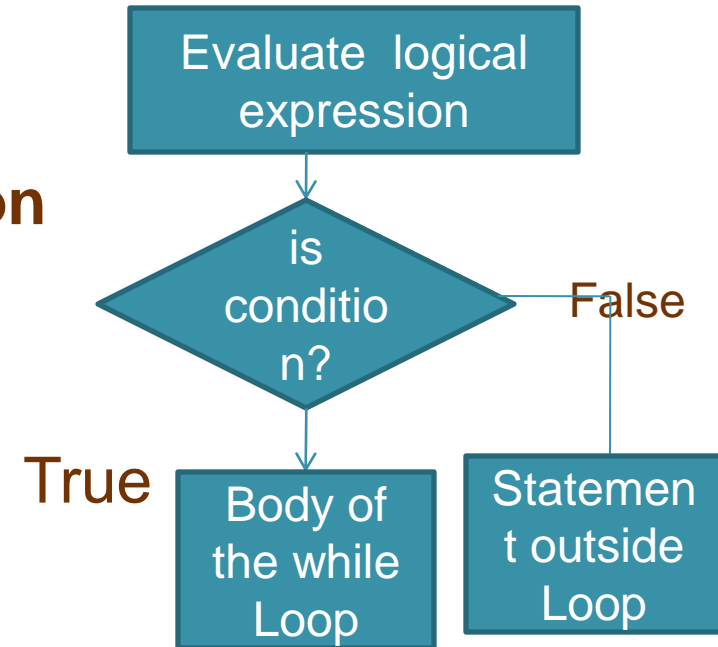 Evaluate logical
expression
on
is
conditio
n?
False
True
Body of
the while
Loop
Statemen
t outside
Loop